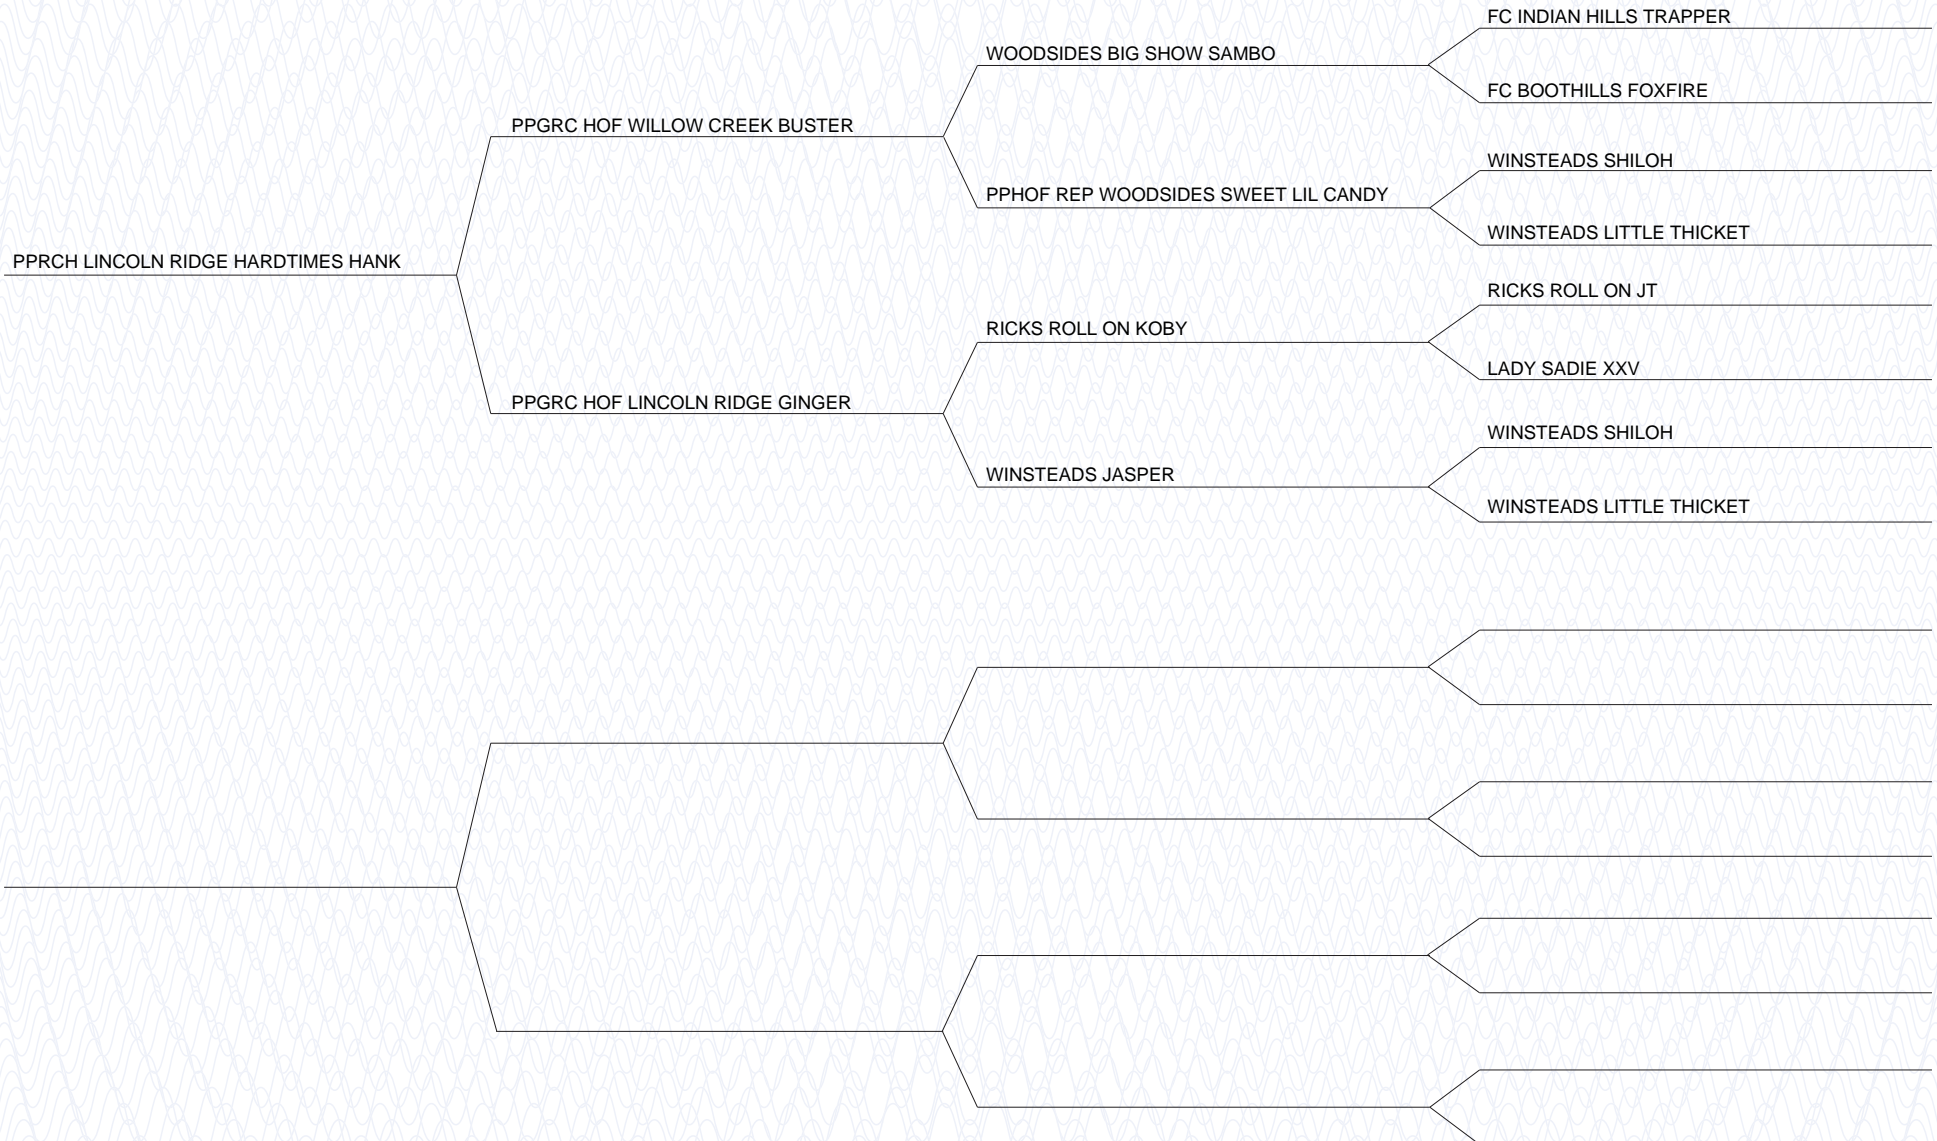 FC INDIAN HILLS TRAPPER
WOODSIDES BIG SHOW SAMBO
FC BOOTHILLS FOXFIRE
PPGRC HOF WILLOW CREEK BUSTER
WINSTEADS SHILOH
PPHOF REP WOODSIDES SWEET LIL CANDY
WINSTEADS LITTLE THICKET
PPRCH LINCOLN RIDGE HARDTIMES HANK
RICKS ROLL ON JT
RICKS ROLL ON KOBY
LADY SADIE XXV
PPGRC HOF LINCOLN RIDGE GINGER
WINSTEADS SHILOH
WINSTEADS JASPER
WINSTEADS LITTLE THICKET